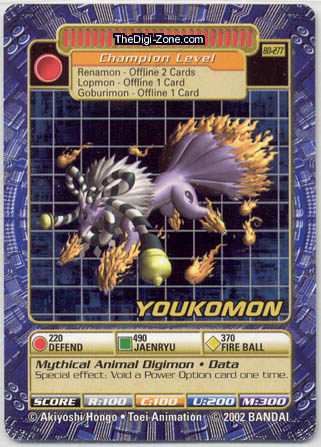 TheDigi-Zone.com
BO-277
Champion Level
Renamon - Offline 2 Cards
Lopmon - Offline 1 Card
Goburimon - Offline 1 Card
YOUKOMON
220 DEFEND
490 JAENRYU
370 FIRE BALL
Mythical Animal Digimon • Data
Special effect: Void a Power Option card one time.
SCORE R:100 C:100 U:200 M:300
© Akiyoshi Hongo • Toei Animation © 2002 BANDAI